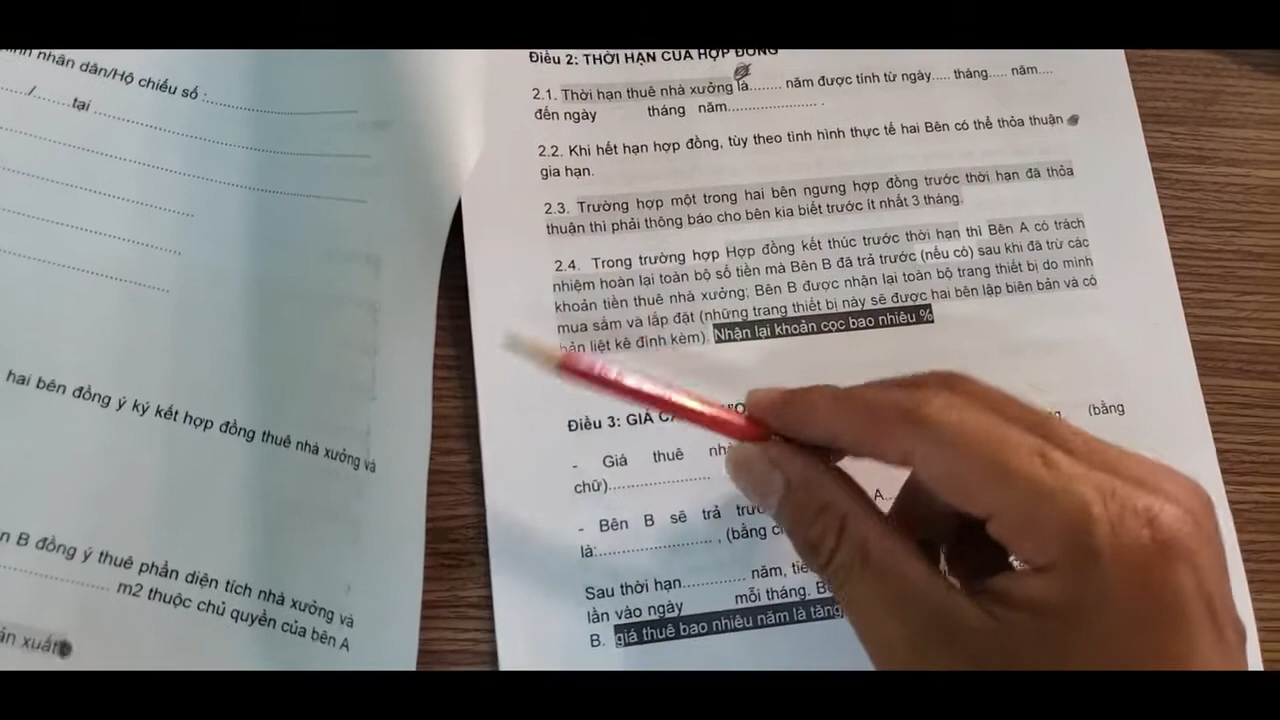 nhân dân/Hộ chiếu số :
...../........tại
hai bên đồng ý ký kết hợp đồng thuê nhà xưởng và
B đồng ý thuê phần diện tích nhà xưởng và
.................... m2 thuộc chủ quyền của bên A
xuất
Điều 2: THỜI HẠN CỦA HỢP ĐỒNG
2.1. Thời hạn thuê nhà xưởng là........ năm được tính từ ngày..... tháng..... năm....
đến ngày tháng năm...................... .
2.2. Khi hết hạn hợp đồng, tùy theo tình hình thực tế hai Bên có thể thỏa thuận
gia hạn.
2.3. Trường hợp một trong hai bên ngưng hợp đồng trước thời hạn đã thỏa
thuận thì phải thông báo cho bên kia biết trước ít nhất 3 tháng.
2.4. Trong trường hợp Hợp đồng kết thúc trước thời hạn thì Bên A có trách
nhiệm hoàn lại toàn bộ số tiền mà Bên B đã trả trước (nếu có) sau khi đã trừ các
khoản tiền thuê nhà xưởng; Bên B được nhận lại toàn bộ trang thiết bị do mình
mua sắm và lắp đặt (những trang thiết bị này sẽ được hai bên lập biên bản và có
bản liệt kê đính kèm). Nhận lại khoản cọc bao nhiêu %
Điều 3: GIÁ
(bằng
- Giá thuê
chữ)......................
- Bên B sẽ trả
A...
là:......................... , (bằng
Sau thời hạn.............. năm,
lần vào ngày mỗi tháng.
B. giá thuê bao nhiêu năm là tăng